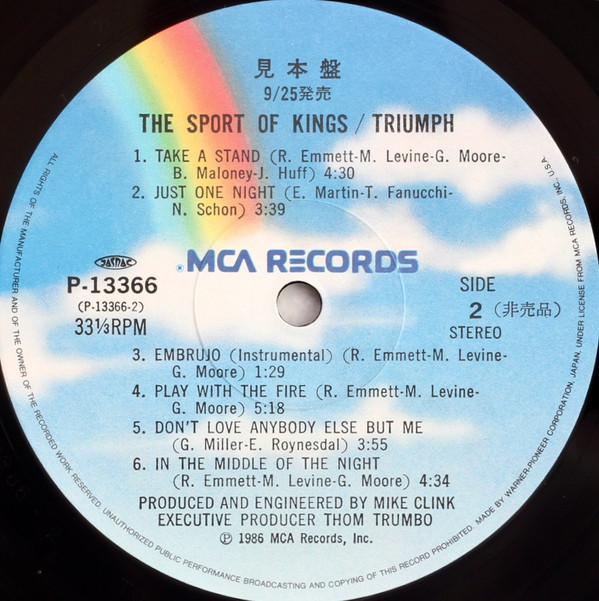 見本盤
9/25発売
THE SPORT OF KINGS / TRIUMPH
1. TAKE A STAND (R. Emmett-M. Levine-G. Moore-
B. Maloney-J. Huff) 4:30
2. JUST ONE NIGHT (E. Martin-T. Fanucchi-
N. Schon) 3:39
MCA RECORDS
JASRAC
P-13366
(P-13366-2)
33⅓RPM
SIDE
2 (非売品)
STEREO
3. EMBRUJO (Instrumental) (R. Emmett-M. Levine-
G. Moore) 1:29
4. PLAY WITH THE FIRE (R. Emmett-M. Levine-
G. Moore) 5:18
5. DON'T LOVE ANYBODY ELSE BUT ME
(G. Miller-E. Roynesdal) 3:55
6. IN THE MIDDLE OF THE NIGHT
(R. Emmett-M. Levine-G. Moore) 4:34
PRODUCED AND ENGINEERED BY MIKE CLINK
EXECUTIVE PRODUCER THOM TRUMBO
℗ 1986 MCA Records, Inc.
ALL RIGHTS OF THE MANUFACTURER AND OF THE OWNER OF THE RECORDED WORK RESERVED. UNAUTHORIZED PUBLIC PERFORMANCE BROADCASTING AND COPYING OF THIS RECORD PROHIBITED. MADE BY WARNER-PIONEER CORPORATION, JAPAN, UNDER LICENSE FROM MCA RECORDS, INC., U.S.A.